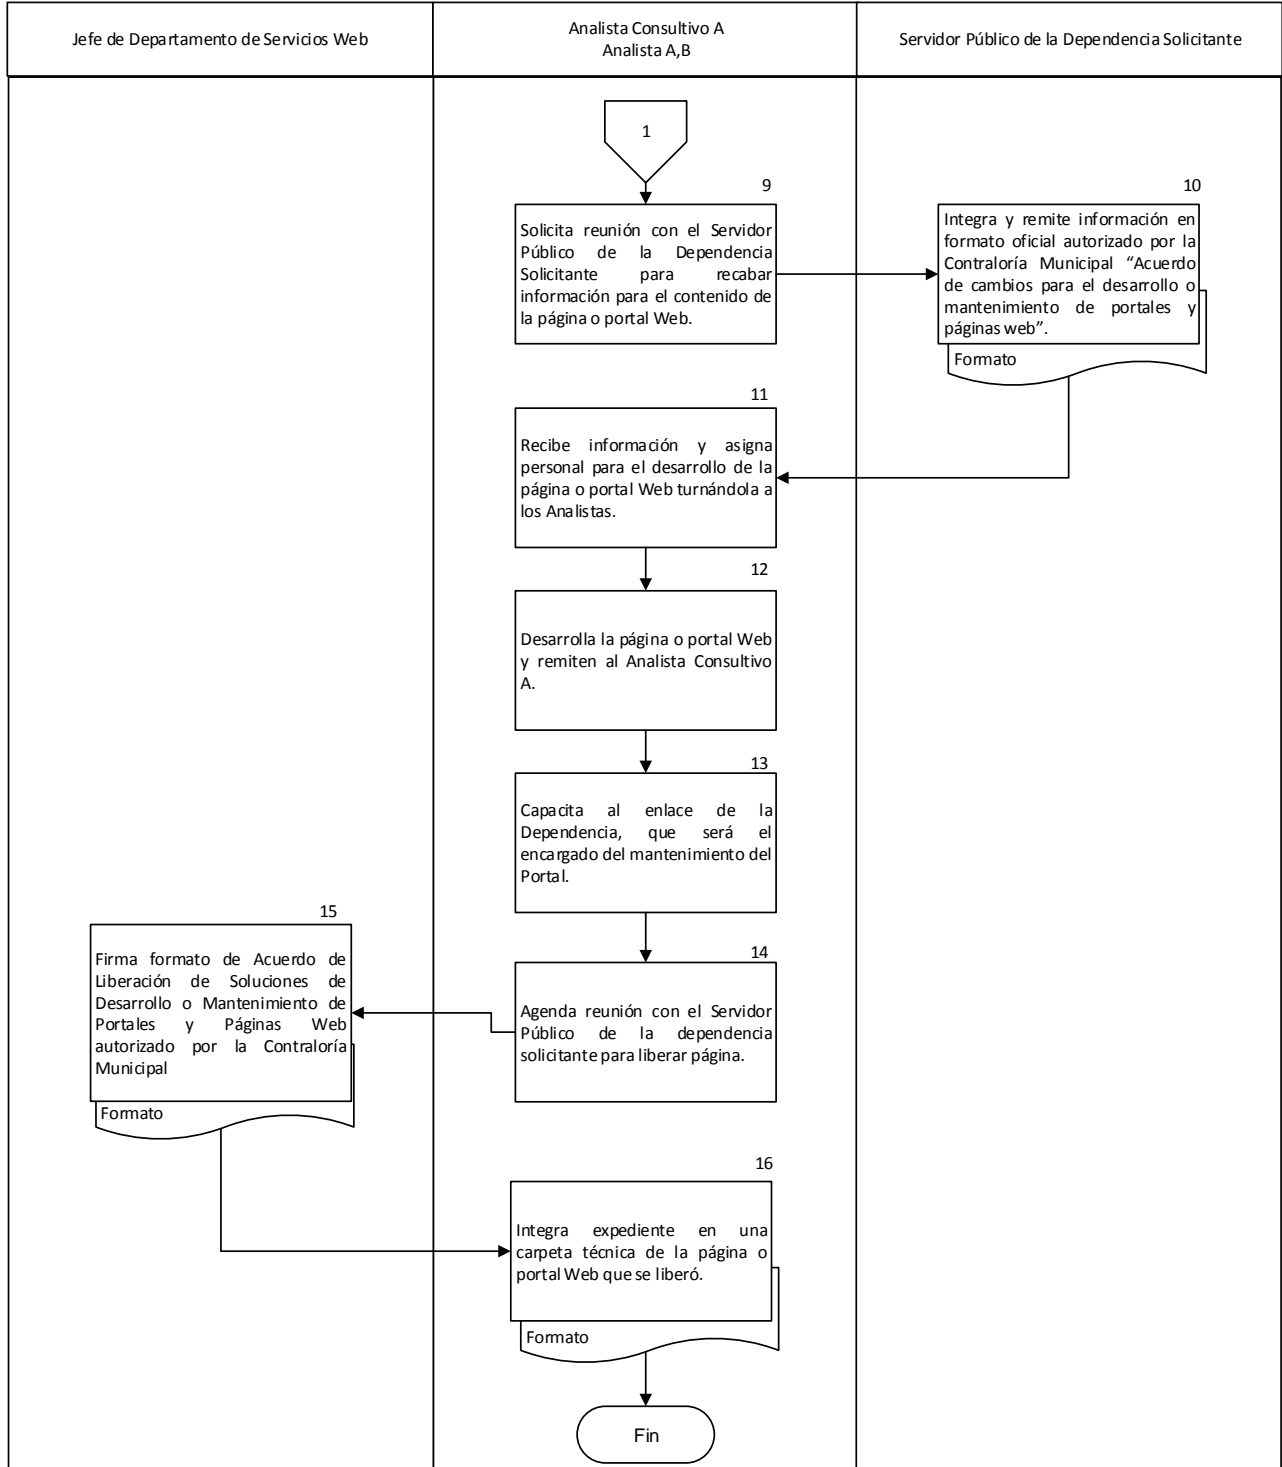 Jefe de Departamento de Servicios Web
Analista Consultivo A
Analista A,B
Servidor Público de la Dependencia Solicitante
1
9
Solicita reunión con el Servidor
Público de la Dependencia
Solicitante para recabar
información para el contenido de
la página o portal Web.
10
Integra y remite información en
formato oficial autorizado por la
Contraloría Municipal “Acuerdo
de cambios para el desarrollo o
mantenimiento de portales y
páginas web”.
Formato
11
Recibe información y asigna
personal para el desarrollo de la
página o portal Web turnándola a
los Analistas.
12
Desarrolla la página o portal Web
y remiten al Analista Consultivo
A.
13
Capacita al enlace de la
Dependencia, que será el
encargado del mantenimiento del
Portal.
14
Agenda reunión con el Servidor
Público de la dependencia
solicitante para liberar página.
15
Firma formato de Acuerdo de
Liberación de Soluciones de
Desarrollo o Mantenimiento de
Portales y Páginas Web
autorizado por la Contraloría
Municipal
Formato
16
Integra expediente en una
carpeta técnica de la página o
portal Web que se liberó.
Formato
Fin